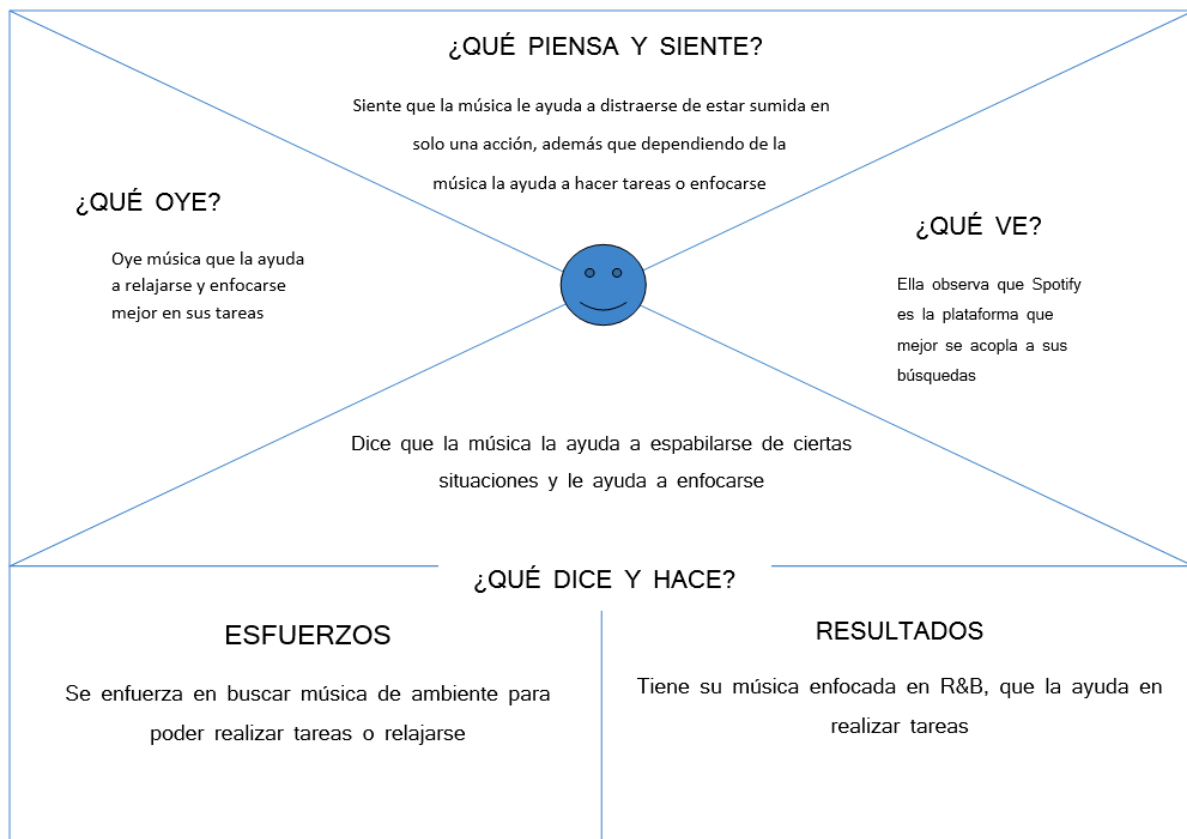 ¿QUÉ PIENSA Y SIENTE?
Siente que la música le ayuda a distraerse de estar sumida en
solo una acción, además que dependiendo de la
música la ayuda a hacer tareas o enfocarse
¿QUÉ OYE?
Oye música que la ayuda
a relajarse y enfocarse
mejor en sus tareas
¿QUÉ VE?
Ella observa que Spotify
es la plataforma que
mejor se acopla a sus
búsquedas
Dice que la música la ayuda a espabilarse de ciertas
situaciones y le ayuda a enfocarse
¿QUÉ DICE Y HACE?
ESFUERZOS
Se enfuerza en buscar música de ambiente para
poder realizar tareas o relajarse
RESULTADOS
Tiene su música enfocada en R&B, que la ayuda en
realizar tareas